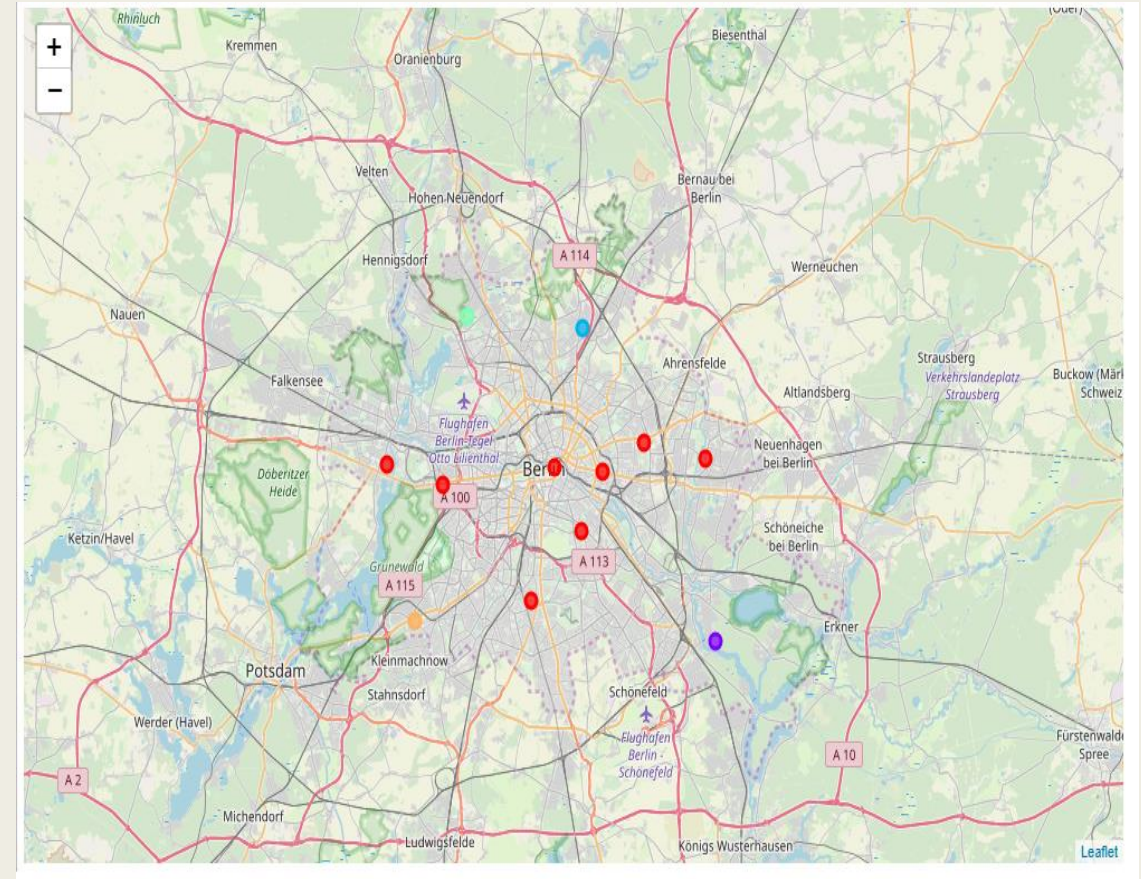 (Oder)
Rhinluch
+
Kremmen
Biesenthal
Oranienburg
−
Velten
Bernau bei
Berlin
Hohen Neuendorf
A 114
Hennigsdorf
Werneuchen
Nauen
Strausberg
Verkehrslandeplatz
Strausberg
Ahrensfelde
Buckow (Märk
Schweiz
Falkensee
Altlandsberg
Flughafen
Berlin-Tegel
Otto Lilienthal
Neuenhagen
bei Berlin
Berlin
Döberitzer
Heide
A 100
Schöneiche
bei Berlin
Ketzin/Havel
A 113
Grunewald
A 115
Erkner
Kleinmachnow
Potsdam
Stahnsdorf
Schönefeld
Werder (Havel)
Flughafen
Berlin -
Schönefeld
Fürstenwalde
Spree
A 10
A 2
Michendorf
Ludwigsfelde
Königs Wusterhausen
Leaflet